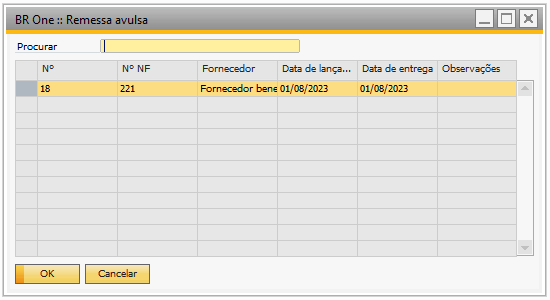 BR One :: Remessa avulsa
Procurar
Nº Nº NF Fornecedor Data de lança... Data de entrega Observações
18 221 Fornecedor bene 01/08/2023 01/08/2023
OK Cancelar